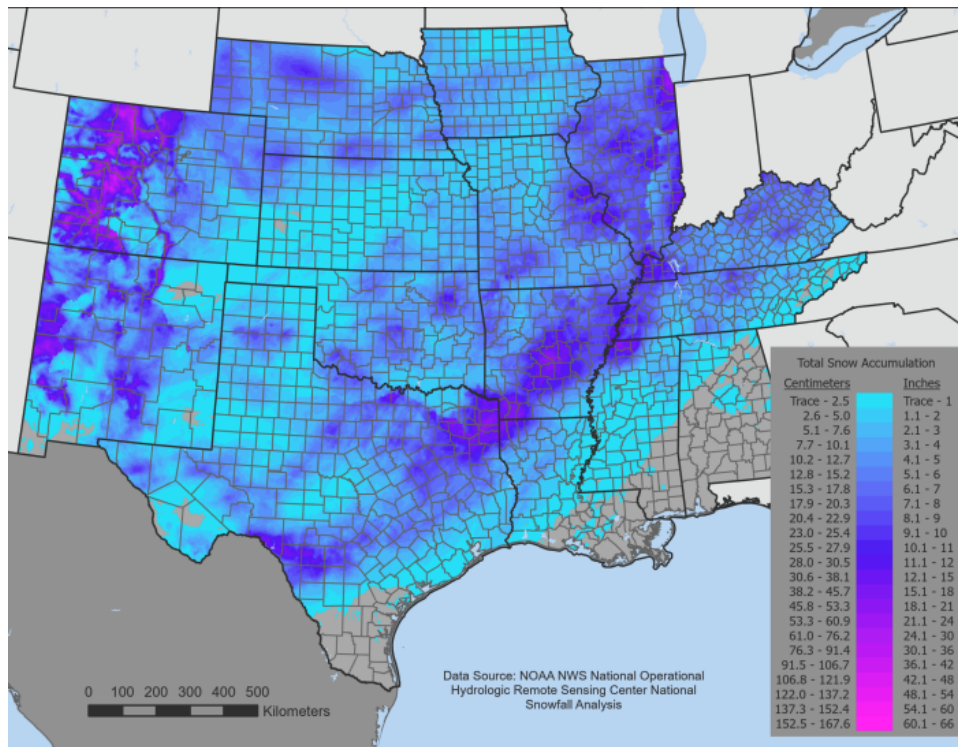 Total Snow Accumulation
Centimeters Inches
Trace - 2.5 Trace - 1
2.6 - 5.0 1.1 - 2
5.1 - 7.6 2.1 - 3
7.7 - 10.1 3.1 - 4
10.2 - 12.7 4.1 - 5
12.8 - 15.2 5.1 - 6
15.3 - 17.8 6.1 - 7
17.9 - 20.3 7.1 - 8
20.4 - 22.9 8.1 - 9
23.0 - 25.4 9.1 - 10
25.5 - 27.9 10.1 - 11
28.0 - 30.5 11.1 - 12
30.6 - 38.1 12.1 - 15
38.2 - 45.7 15.1 - 18
45.8 - 53.3 18.1 - 21
53.3 - 60.9 21.1 - 24
61.0 - 76.2 24.1 - 30
76.3 - 91.4 30.1 - 36
91.5 - 106.7 36.1 - 42
106.8 - 121.9 42.1 - 48
122.0 - 137.2 48.1 - 54
137.3 - 152.4 54.1 - 60
152.5 - 167.6 60.1 - 66
Data Source: NOAA NWS National Operational
Hydrologic Remote Sensing Center National
Snowfall Analysis
0 100 200 300 400 500
Kilometers